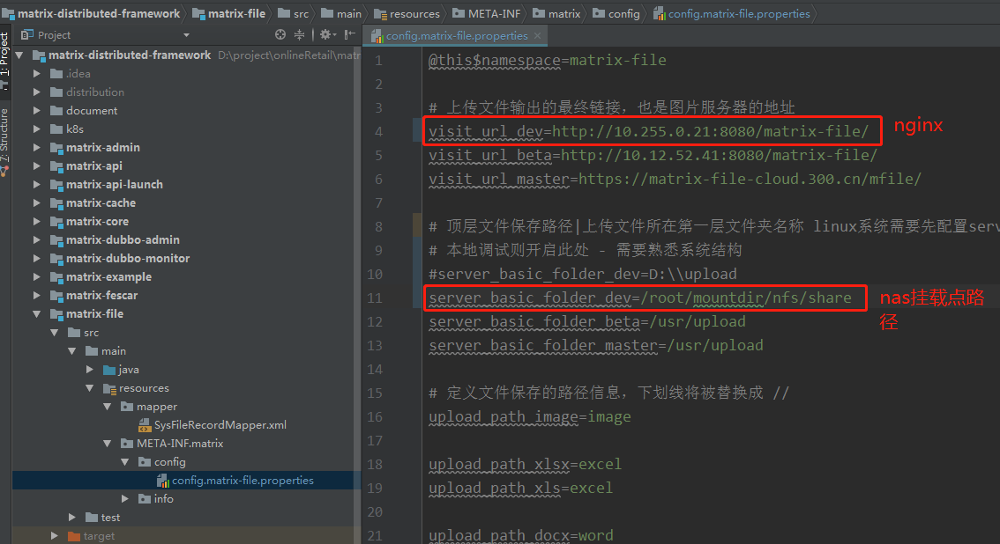 matrix-distributed-framework matrix-file src main resources META-INF matrix config config.matrix-file.properties
Project
config.matrix-file.properties
1: Project
Z: Structure
matrix-distributed-framework D:\project\onlineRetail\matr
.idea
distribution
document
k8s
matrix-admin
matrix-api
matrix-api-launch
matrix-cache
matrix-core
matrix-dubbo-admin
matrix-dubbo-monitor
matrix-example
matrix-fescar
matrix-file
src
main
java
resources
mapper
SysFileRecordMapper.xml
META-INF.matrix
config
config.matrix-file.properties
info
test
target
1 @this$namespace=matrix-file
2
3 # 上传文件输出的最终链接，也是图片服务器的地址
4 visit_url_dev=http://10.255.0.21:8080/matrix-file/
nginx
5 visit_url_beta=http://10.12.52.41:8080/matrix-file/
6 visit_url_master=https://matrix-file-cloud.300.cn/mfile/
7
8 # 顶层文件保存路径|上传文件所在第一层文件夹名称 linux系统需要先配置serv
9 # 本地调试则开启此处 - 需要熟悉系统结构
10 #server_basic_folder_dev=D:\\upload
11 server_basic_folder_dev=/root/mountdir/nfs/share
nas挂载点路
径
12 server_basic_folder_beta=/usr/upload
13 server_basic_folder_master=/usr/upload
14
15 # 定义文件保存的路径信息，下划线将被替换成 //
16 upload_path_image=image
17
18 upload_path_xlsx=excel
19 upload_path_xls=excel
20
21 upload_path_docx=word